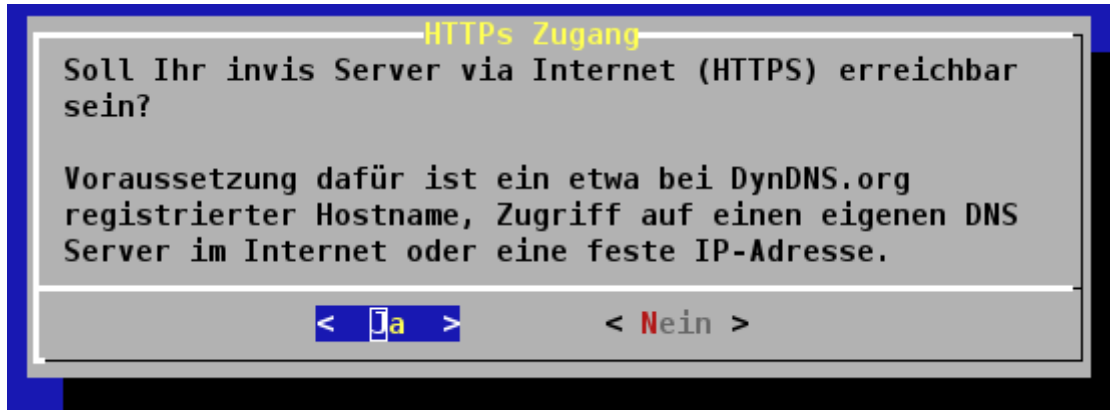 HTTPs Zugang
Soll Ihr invis Server via Internet (HTTPS) erreichbar
sein?
Voraussetzung dafür ist ein etwa bei DynDNS.org
registrierter Hostname, Zugriff auf einen eigenen DNS
Server im Internet oder eine feste IP-Adresse.
< Ja > < Nein >